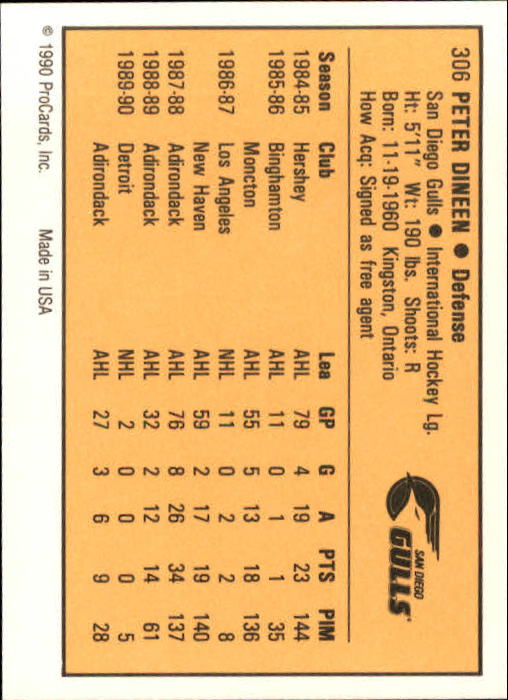 306 PETER DINEEN ● Defense
San Diego Gulls ● International Hockey Lg.
Ht: 5'11" Wt: 190 lbs. Shoots: R
Born: 11-19-1960 Kingston, Ontario
How Acq: Signed as free agent
SAN DIEGO
GULLS
Season Club Lea GP G A PTS PIM
1984-85 Hershey AHL 79 4 19 23 144
1985-86 Binghamton AHL 11 0 1 1 35
Moncton AHL 55 5 13 18 136
1986-87 Los Angeles NHL 11 0 2 2 8
New Haven AHL 59 2 17 19 140
1987-88 Adirondack AHL 76 8 26 34 137
1988-89 Adirondack AHL 32 2 12 14 61
1989-90 Detroit NHL 2 0 0 0 5
Adirondack AHL 27 3 6 9 28
© 1990 ProCards, Inc. Made in USA